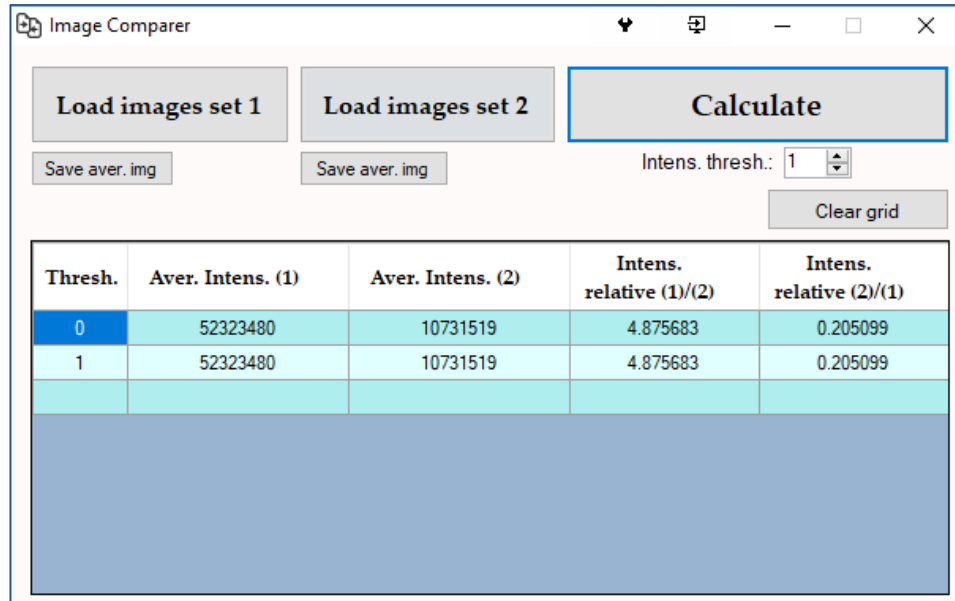 Image Comparer
Load images set 1 Load images set 2 Calculate
Save aver. img Save aver. img Intens. thresh.: 1
Clear grid
Thresh. Aver. Intens. (1) Aver. Intens. (2) Intens. relative (1)/(2) Intens. relative (2)/(1)
0 52323480 10731519 4.875683 0.205099
1 52323480 10731519 4.875683 0.205099